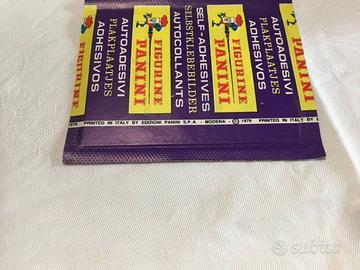 AUTOADESIVI
PLAKPLAATJES
ADHESIVOS
FIGURINE
PANINI
SELF-ADHESIVES
SELBSTKLEBEBILDER
AUTOCOLLANTS
FIGURINE
PANINI
AUTOADESIVI
PLAKPLAATJES
ADHESIVOS
FIGURINE
PANINI
1979 PRINTED IN ITALY BY EDIZIONI PANINI S.P.A. - MODENA - © 1979 PRINTED IN ITALY BY E
subito